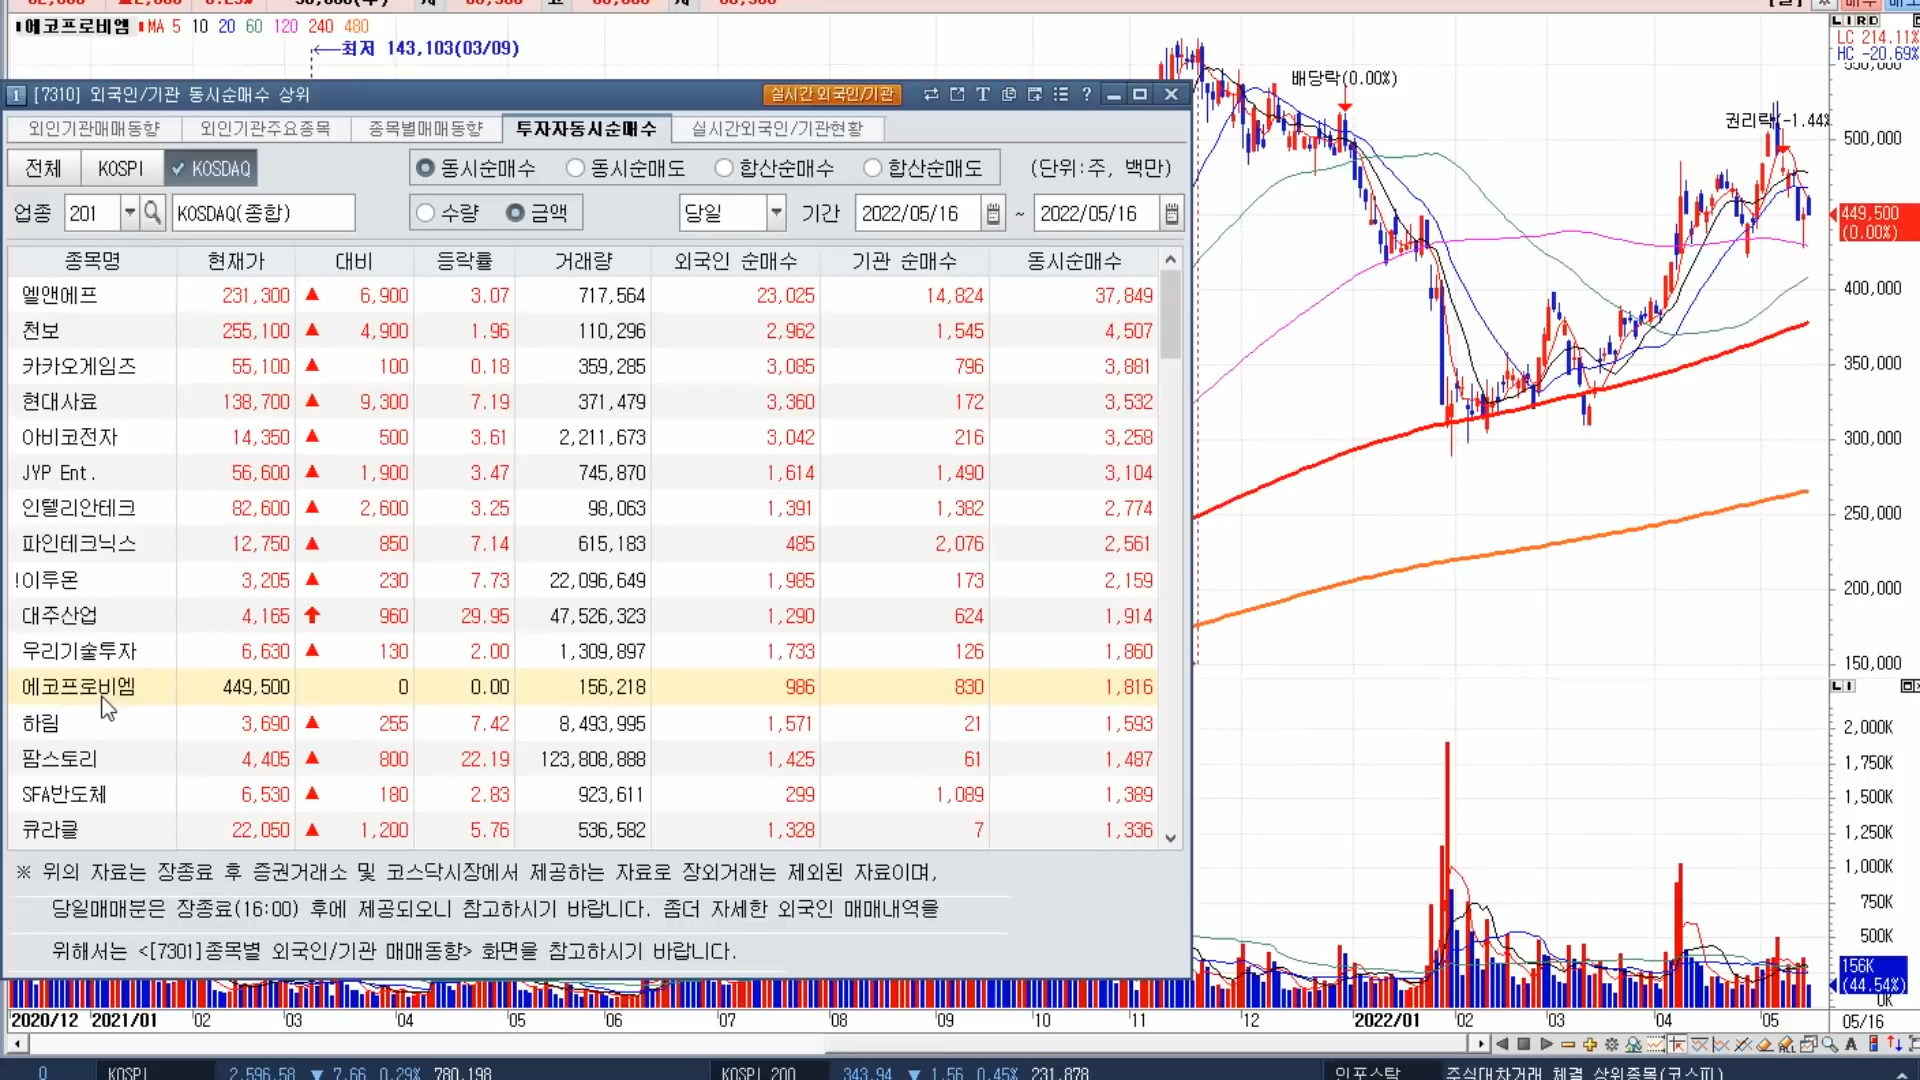 에코프로비엠 MA 5 10 20 60 120 240 480
최저 143,103(03/09)
LIRD
LC 214.11%
HC -20.69%
배당락(0.00%)
권리락(-1.44%
500,000
449,500
(0.00%)
400,000
350,000
300,000
250,000
200,000
150,000
1 [7310] 외국인/기관 동시순매수 상위 실시간 외국인/기관
외인기관매매동향 외인기관주요종목 종목별매매동향 투자자동시순매수 실시간외국인/기관현황
전체 KOSPI KOSDAQ 동시순매수 동시순매도 합산순매수 합산순매도 (단위:주, 백만)
업종 201 KOSDAQ(종합) 수량 금액 당일 기간 2022/05/16 ~ 2022/05/16
종목명 현재가 대비 등락률 거래량 외국인 순매수 기관 순매수 동시순매수
엘앤에프 231,300 ▲ 6,900 3.07 717,564 23,025 14,824 37,849
천보 255,100 ▲ 4,900 1.96 110,296 2,962 1,545 4,507
카카오게임즈 55,100 ▲ 100 0.18 359,285 3,085 796 3,881
현대사료 138,700 ▲ 9,300 7.19 371,479 3,360 172 3,532
아비코전자 14,350 ▲ 500 3.61 2,211,673 3,042 216 3,258
JYP Ent. 56,600 ▲ 1,900 3.47 745,870 1,614 1,490 3,104
인텔리안테크 82,600 ▲ 2,600 3.25 98,063 1,391 1,382 2,774
파인테크닉스 12,750 ▲ 850 7.14 615,183 485 2,076 2,561
!이루온 3,205 ▲ 230 7.73 22,096,649 1,985 173 2,159
대주산업 4,165 ↑ 960 29.95 47,526,323 1,290 624 1,914
우리기술투자 6,630 ▲ 130 2.00 1,309,897 1,733 126 1,860
에코프로비엠 449,500 0 0.00 156,218 986 830 1,816
하림 3,690 ▲ 255 7.42 8,493,995 1,571 21 1,593
팜스토리 4,405 ▲ 800 22.19 123,808,888 1,425 61 1,487
SFA반도체 6,530 ▲ 180 2.83 923,611 299 1,089 1,389
큐라클 22,050 ▲ 1,200 5.76 536,582 1,328 7 1,336
※ 위의 자료는 장종료 후 증권거래소 및 코스닥시장에서 제공하는 자료로 장외거래는 제외된 자료이며,
당일매매분은 장종료(16:00) 후에 제공되오니 참고하시기 바랍니다. 좀더 자세한 외국인 매매내역을
위해서는 <[7301]종목별 외국인/기관 매매동향> 화면을 참고하시기 바랍니다.
LI
2,000K
1,750K
1,500K
1,250K
1,000K
750K
500K
156K
(44.54%)
0K
2020/12 2021/01 02 03 04 05 06 07 08 09 10 11 12 2022/01 02 03 04 05 05/16
0 KOSPI 2,596.58 ▼ 7.66 0.29% 780,198 KOSPI 200 343.94 ▼ 1.56 0.45% 231,878 인포스탁 주식대차거래 체결 상위종목(코스피)